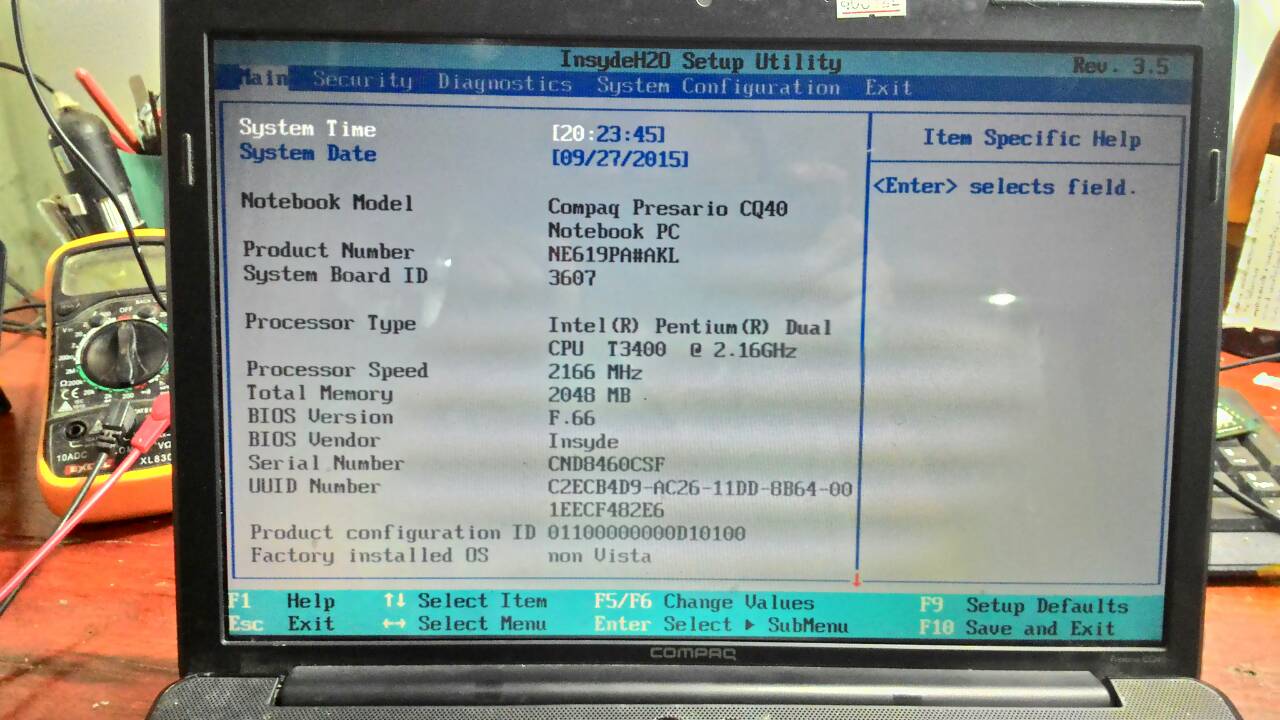 InsydeH20 Setup Utility Rev. 3.5
Main Security Diagnostics System Configuration Exit
System Time [20:23:45]
System Date [09/27/2015]
Item Specific Help
<Enter> selects field.
Notebook Model Compaq Presario CQ40
Notebook PC
Product Number NE619PA#AKL
System Board ID 3607
Processor Type Intel(R) Pentium(R) Dual
CPU T3400 @ 2.16GHz
Processor Speed 2166 MHz
Total Memory 2048 MB
BIOS Version F.66
BIOS Vendor Insyde
Serial Number CND8460CSF
UUID Number C2ECB4D9-AC26-11DD-8B64-00
1EECF482E6
Product configuration ID 01100000000D10100
Factory installed OS non Vista
F1 Help ↑↓ Select Item F5/F6 Change Values F9 Setup Defaults
Esc Exit ↔ Select Menu Enter Select ▶ SubMenu F10 Save and Exit
COMPAQ
OFF
10ADC